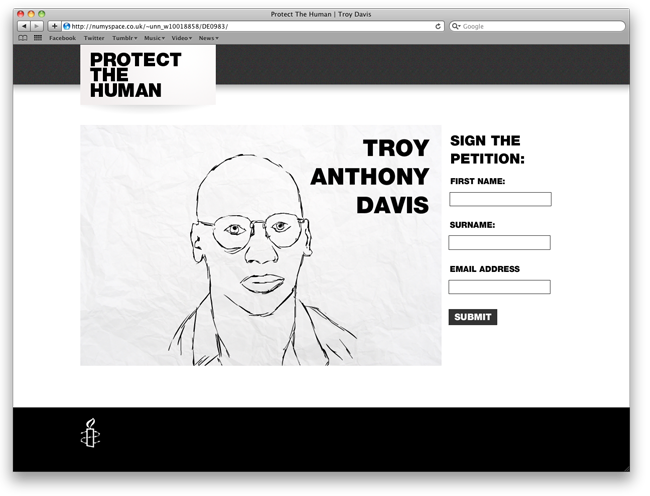 Protect The Human | Troy Davis
http://numyspace.co.uk/~unn_w10018858/DE0983/
Google
Facebook Twitter Tumblr Music Video News
PROTECT
THE
HUMAN
TROY
ANTHONY
DAVIS
SIGN THE
PETITION:
FIRST NAME:
SURNAME:
EMAIL ADDRESS
SUBMIT